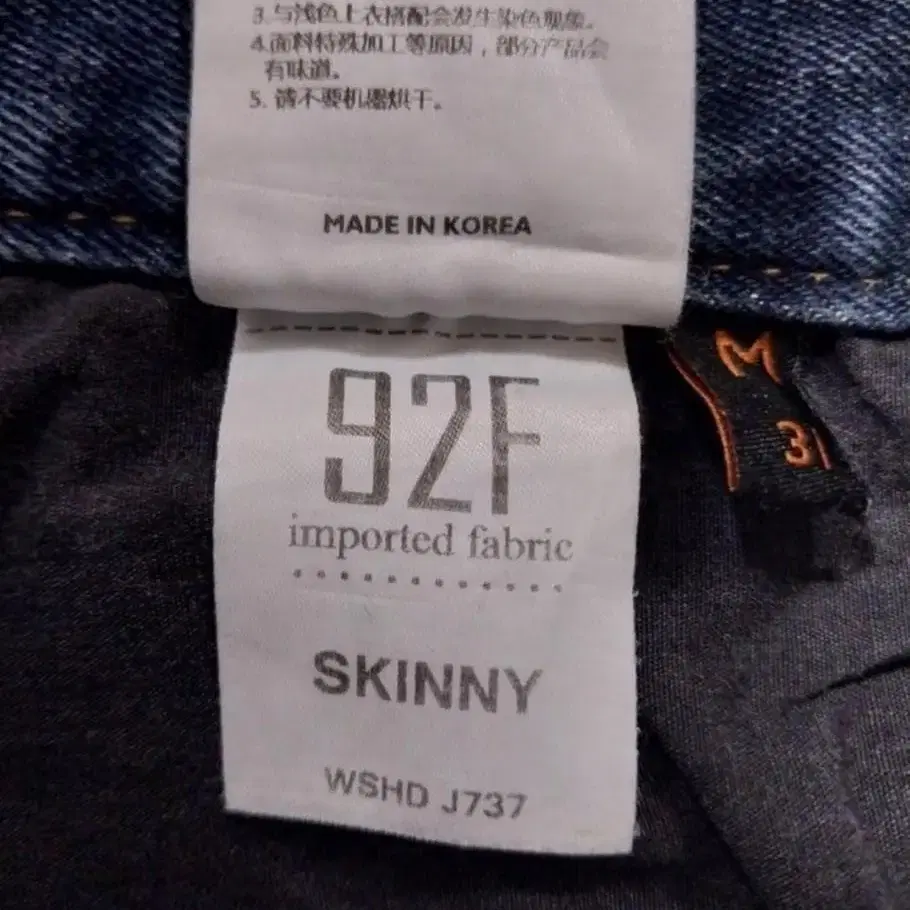 3.与浅色上衣搭配会发生染色现象。
4.面料特殊加工等原因，部分产品会
有味道。
5. 请不要机器烘干。
MADE IN KOREA
92F
imported fabric
SKINNY
WSHD J737
M
31